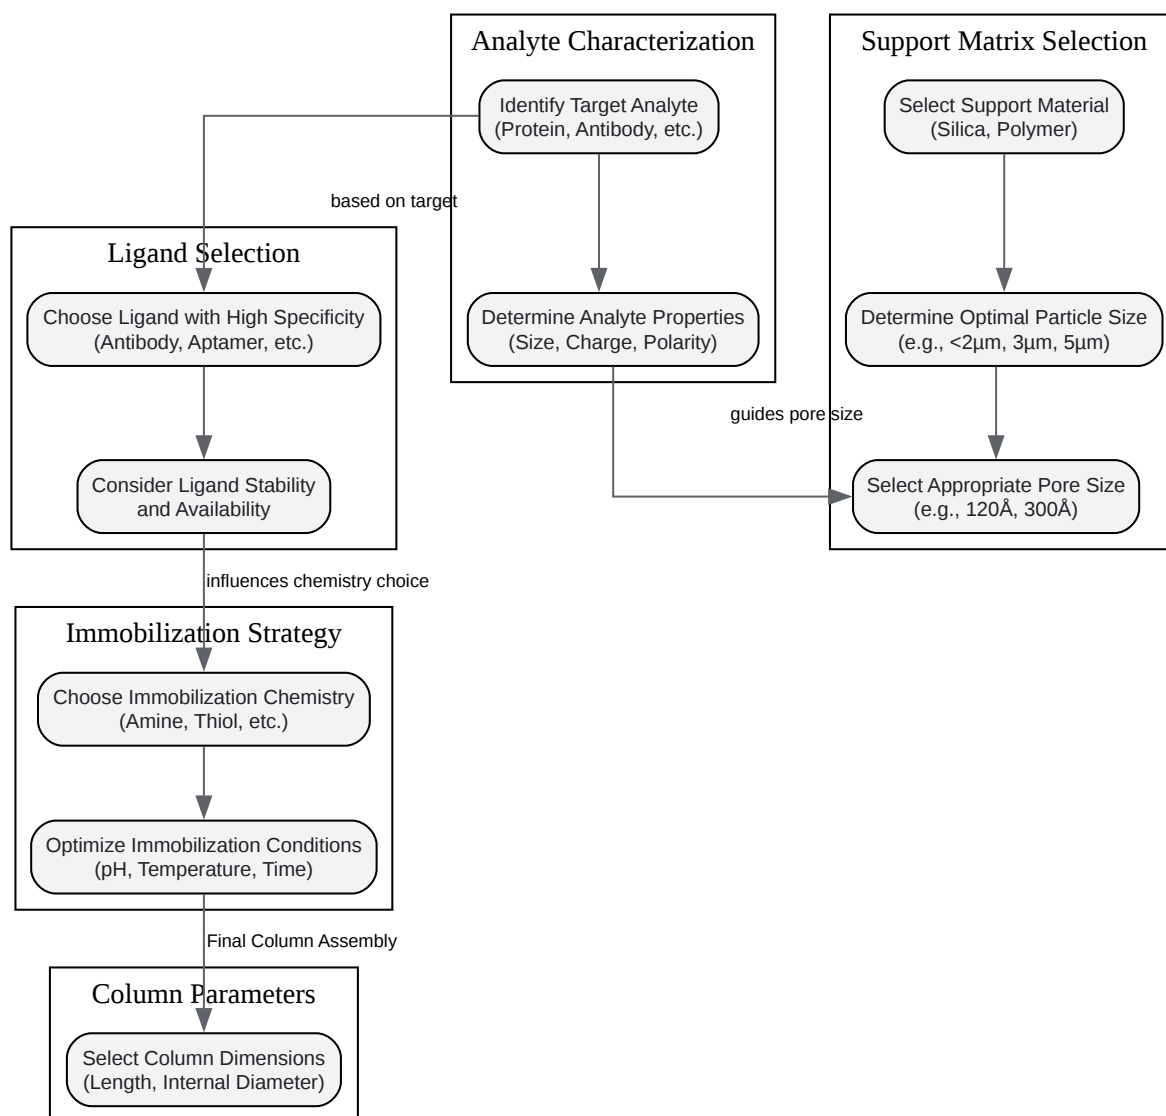 Analyte Characterization
Identify Target Analyte
(Protein, Antibody, etc.)
Determine Analyte Properties
(Size, Charge, Polarity)
Support Matrix Selection
Select Support Material
(Silica, Polymer)
Determine Optimal Particle Size
(e.g., <2µm, 3µm, 5µm)
Select Appropriate Pore Size
(e.g., 120Å, 300Å)
based on target
guides pore size
Ligand Selection
Choose Ligand with High Specificity
(Antibody, Aptamer, etc.)
Consider Ligand Stability
and Availability
influences chemistry choice
Immobilization Strategy
Choose Immobilization Chemistry
(Amine, Thiol, etc.)
Optimize Immobilization Conditions
(pH, Temperature, Time)
Final Column Assembly
Column Parameters
Select Column Dimensions
(Length, Internal Diameter)